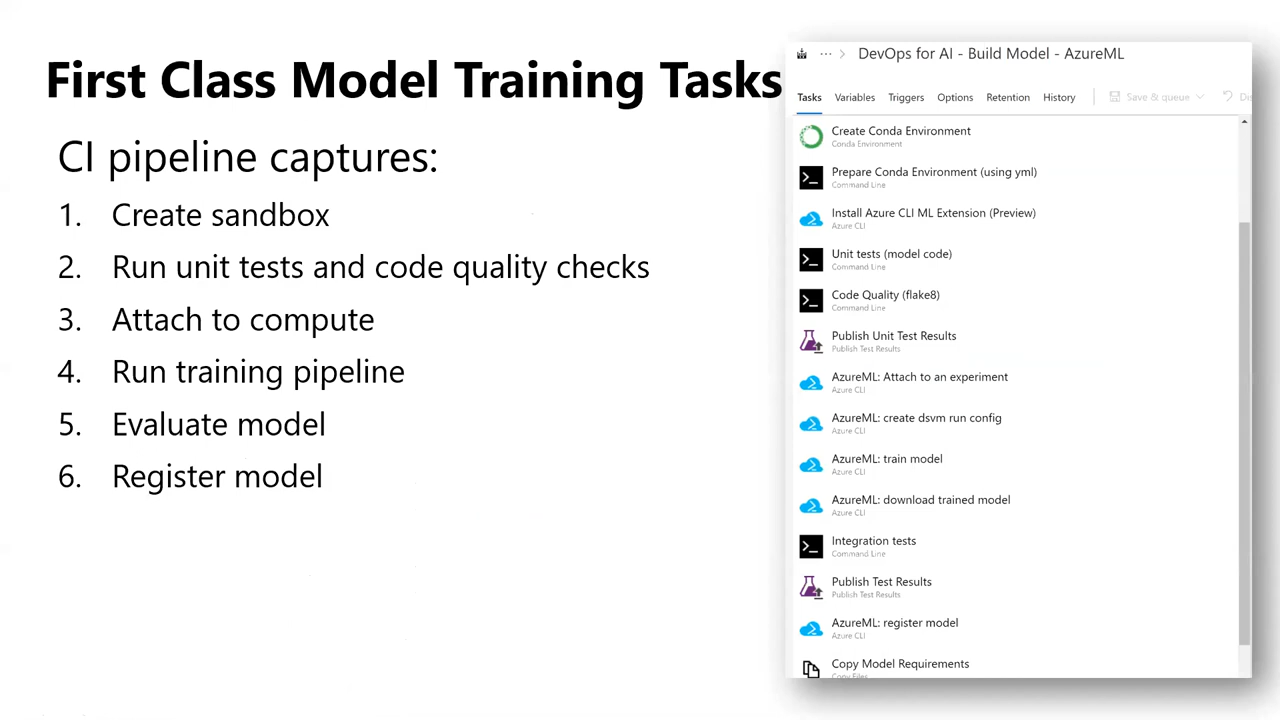 First Class Model Training Tasks
CI pipeline captures:
1. Create sandbox
2. Run unit tests and code quality checks
3. Attach to compute
4. Run training pipeline
5. Evaluate model
6. Register model
··· > DevOps for AI - Build Model - AzureML
Tasks Variables Triggers Options Retention History Save & queue
Create Conda Environment
Conda Environment
Prepare Conda Environment (using yml)
Command Line
Install Azure CLI ML Extension (Preview)
Azure CLI
Unit tests (model code)
Command Line
Code Quality (flake8)
Command Line
Publish Unit Test Results
Publish Test Results
AzureML: Attach to an experiment
Azure CLI
AzureML: create dsvm run config
Azure CLI
AzureML: train model
Azure CLI
AzureML: download trained model
Azure CLI
Integration tests
Command Line
Publish Test Results
Publish Test Results
AzureML: register model
Azure CLI
Copy Model Requirements
Copy Files